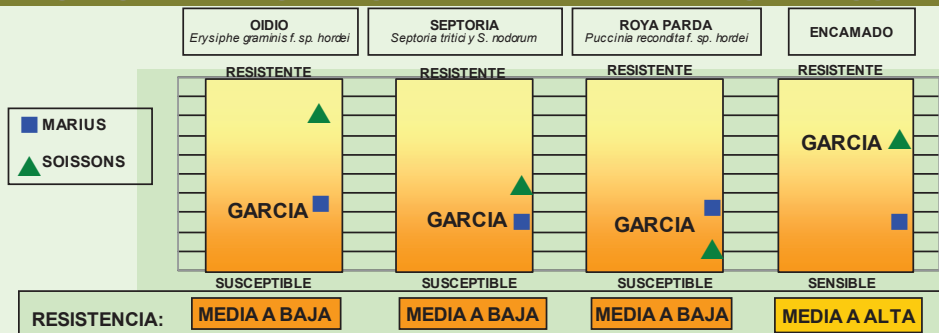 OIDIO
Erysiphe graminis f. sp. hordei
SEPTORIA
Septoria tritici y S. nodorum
ROYA PARDA
Puccinia recondita f. sp. hordei
ENCAMADO
RESISTENTE
RESISTENTE
RESISTENTE
RESISTENTE
MARIUS
SOISSONS
GARCIA
GARCIA
GARCIA
GARCIA
SUSCEPTIBLE
SUSCEPTIBLE
SUSCEPTIBLE
SENSIBLE
RESISTENCIA:
MEDIA A BAJA
MEDIA A BAJA
MEDIA A BAJA
MEDIA A ALTA